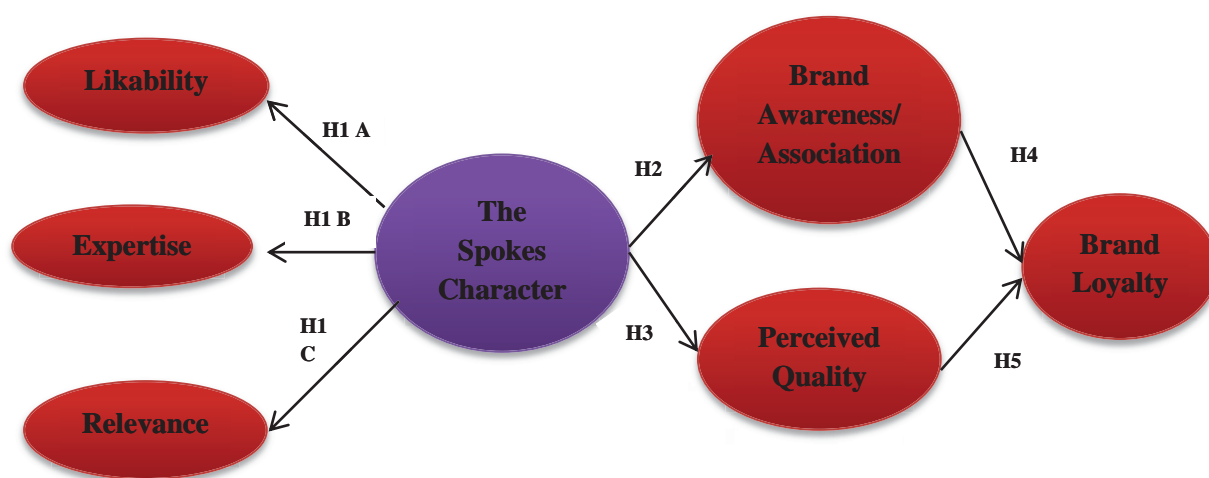 Likability
H1 A
Expertise
H1 B
Relevance
H1
C
The
Spokes
Character
H2
H3
Brand
Awareness/
Association
Perceived
Quality
H4
H5
Brand
Loyalty